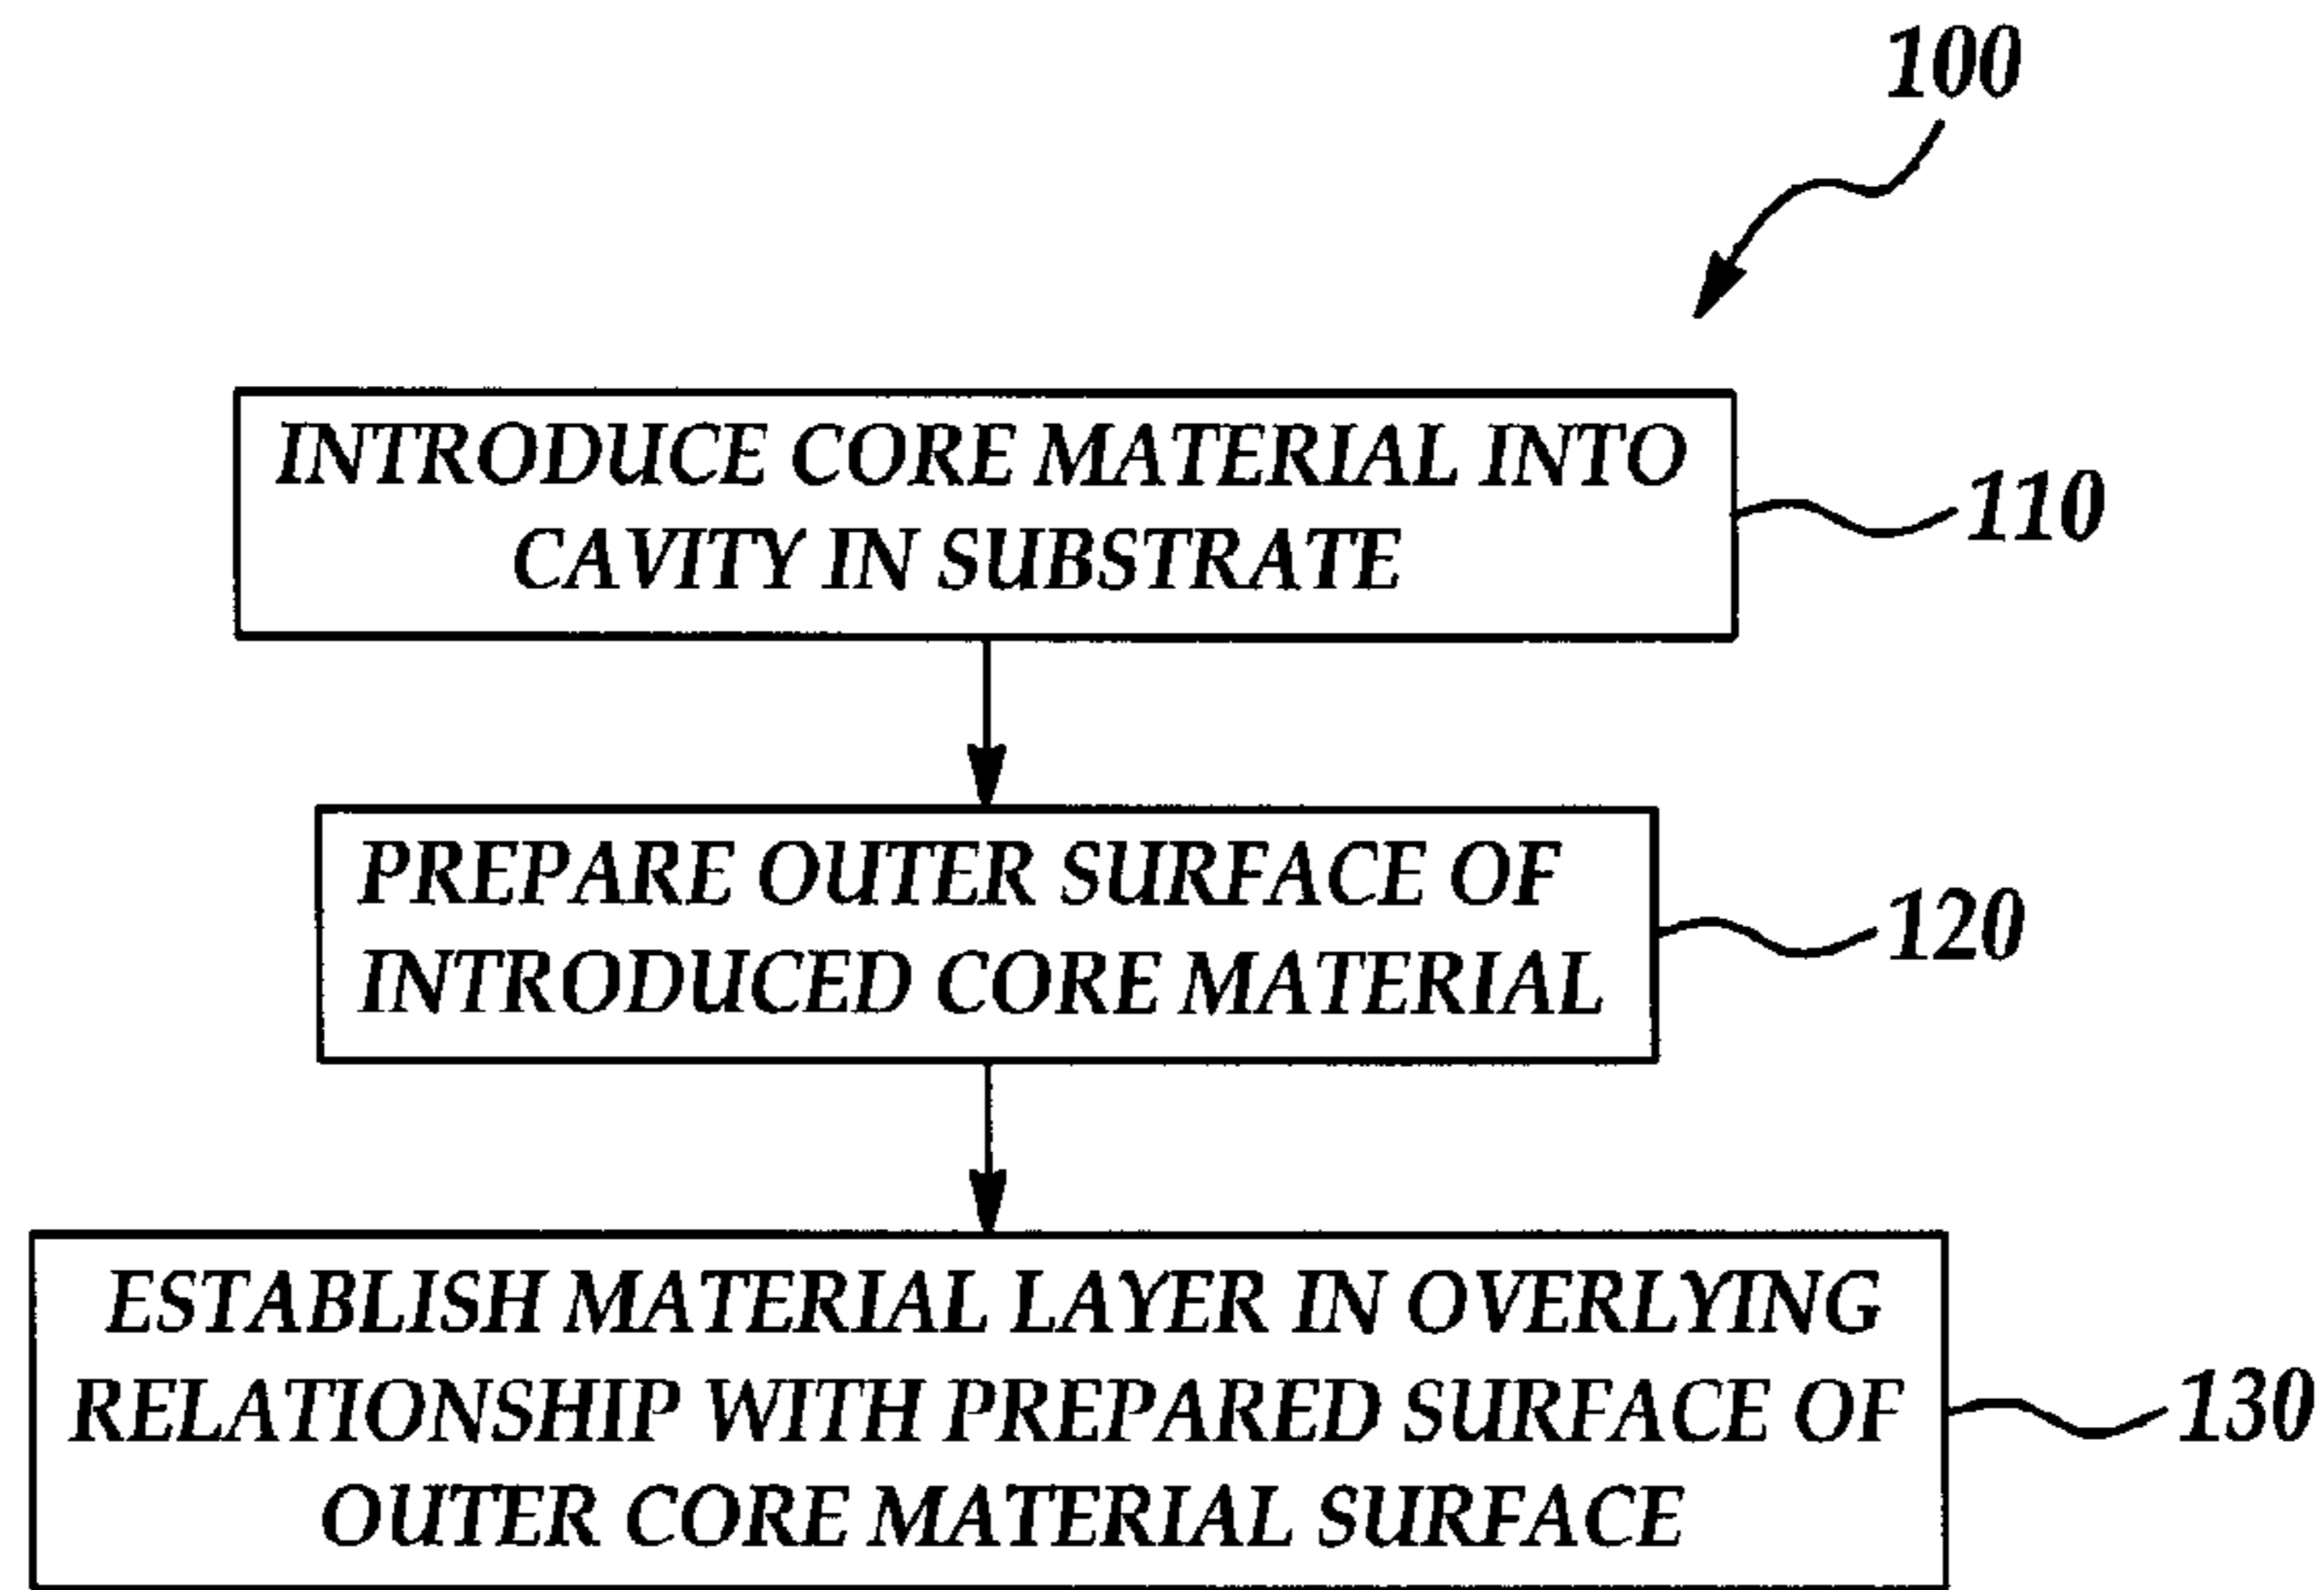 100
INTRODUCE CORE MATERIAL INTO
CAVITY IN SUBSTRATE
110
PREPARE OUTER SURFACE OF
INTRODUCED CORE MATERIAL
120
ESTABLISH MATERIAL LAYER IN OVERLYING
RELATIONSHIP WITH PREPARED SURFACE OF
OUTER CORE MATERIAL SURFACE
130